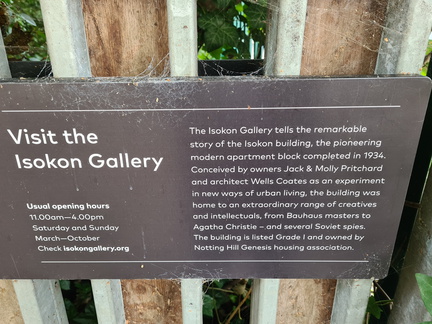 Visit the
Isokon Gallery
Usual opening hours
11.00am—4.00pm
Saturday and Sunday
March—October
Check isokongallery.org
The Isokon Gallery tells the remarkable
story of the Isokon building, the pioneering
modern apartment block completed in 1934.
Conceived by owners Jack & Molly Pritchard
and architect Wells Coates as an experiment
in new ways of urban living, the building was
home to an extraordinary range of creatives
and intellectuals, from Bauhaus masters to
Agatha Christie – and several Soviet spies.
The building is listed Grade I and owned by
Notting Hill Genesis housing association.